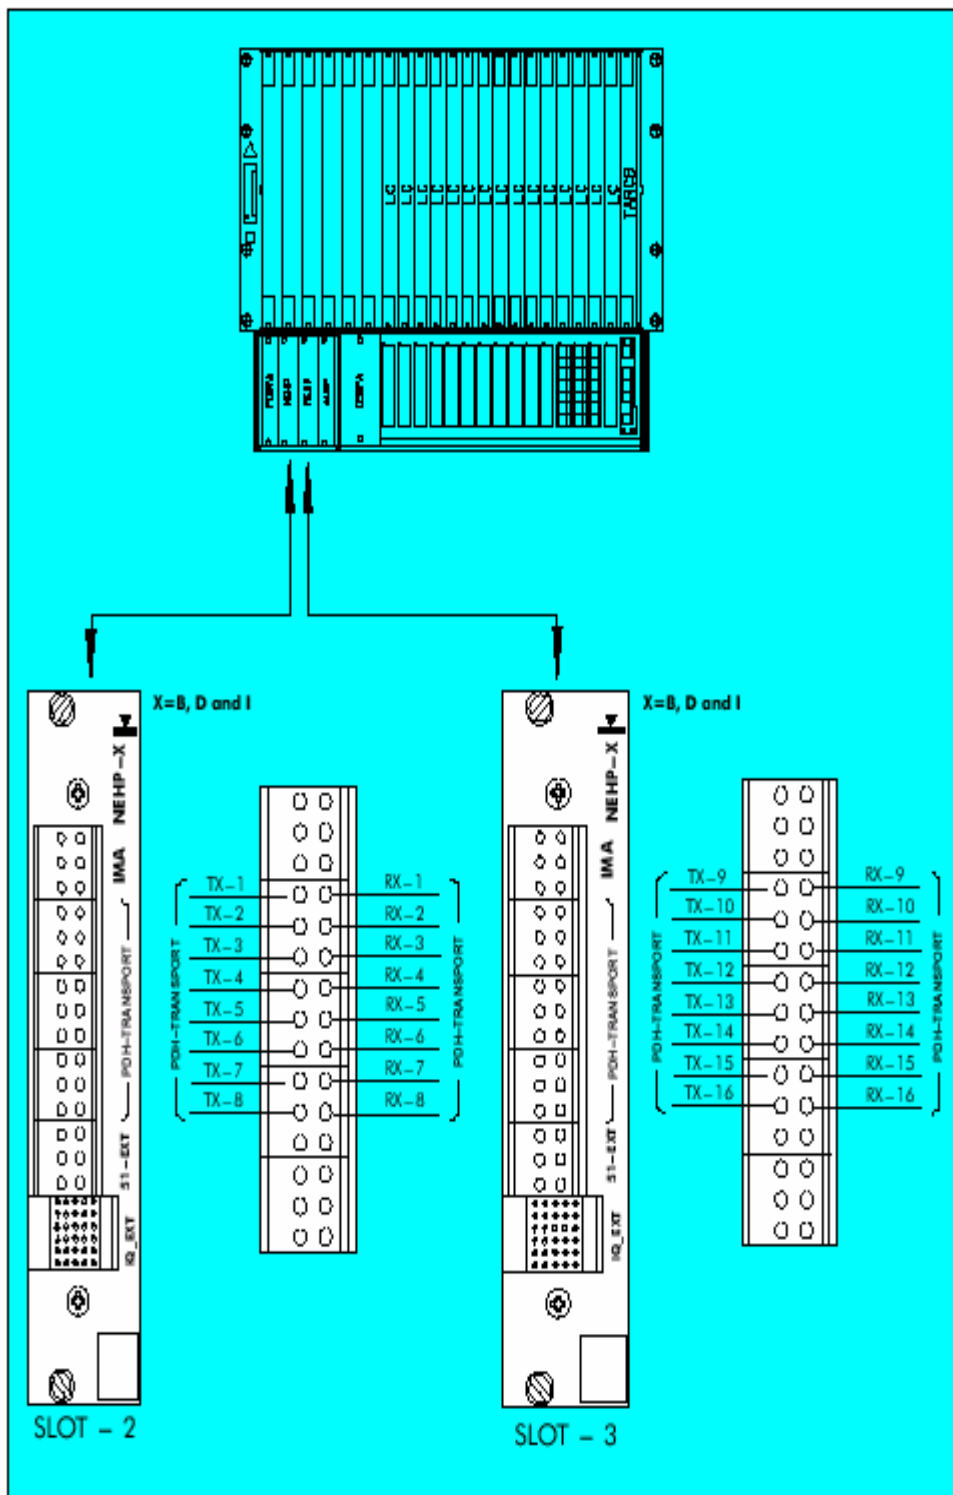 LC LC LC LC LC LC LC LC LC LC LC LC LC LC LC
X=B, D and I
X=B, D and I
NEHP-X
IMA
PDH-TRANSPORT
S1-EXT
IQ_EXT
PDH-TRANSPORT
TX-1
TX-2
TX-3
TX-4
TX-5
TX-6
TX-7
TX-8
RX-1
RX-2
RX-3
RX-4
RX-5
RX-6
RX-7
RX-8
PDH-TRANSPORT
SLOT - 2
NEHP-X
IMA
PDH-TRANSPORT
S1-EXT
IQ_EXT
PDH-TRANSPORT
TX-9
TX-10
TX-11
TX-12
TX-13
TX-14
TX-15
TX-16
RX-9
RX-10
RX-11
RX-12
RX-13
RX-14
RX-15
RX-16
PDH-TRANSPORT
SLOT - 3